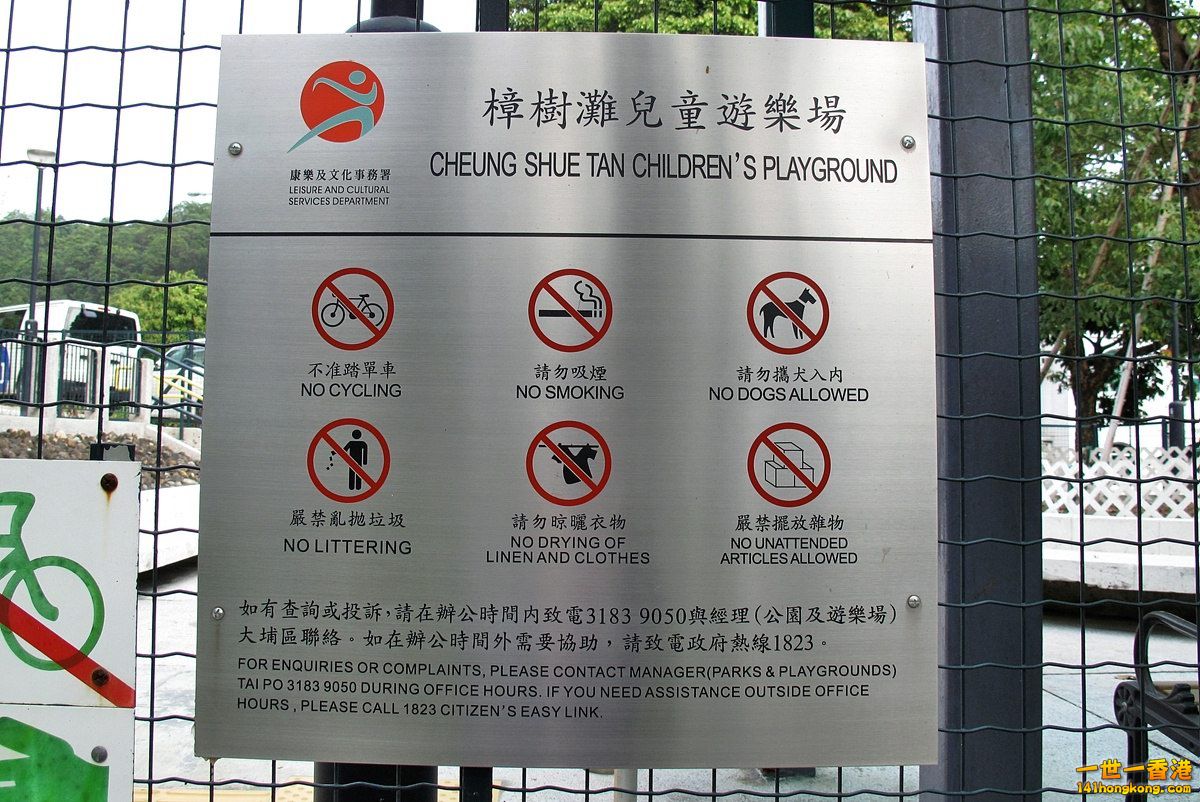 樟樹灘兒童遊樂場
CHEUNG SHUE TAN CHILDREN'S PLAYGROUND
康樂及文化事務署
LEISURE AND CULTURAL
SERVICES DEPARTMENT
不准踏單車
NO CYCLING
請勿吸煙
NO SMOKING
請勿攜犬入內
NO DOGS ALLOWED
嚴禁亂拋垃圾
NO LITTERING
請勿晾曬衣物
NO DRYING OF
LINEN AND CLOTHES
嚴禁擺放雜物
NO UNATTENDED
ARTICLES ALLOWED
如有查詢或投訴,請在辦公時間內致電3183 9050與經理(公園及遊樂場)
大埔區聯絡。如在辦公時間外需要協助,請致電政府熱線1823。
FOR ENQUIRIES OR COMPLAINTS, PLEASE CONTACT MANAGER(PARKS & PLAYGROUNDS)
TAI PO 3183 9050 DURING OFFICE HOURS. IF YOU NEED ASSISTANCE OUTSIDE OFFICE
HOURS , PLEASE CALL 1823 CITIZEN'S EASY LINK.
一世一香港
141hongkong.com